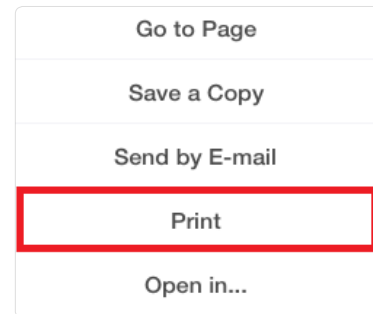 Go to Page
Save a Copy
Send by E-mail
Print
Open in...